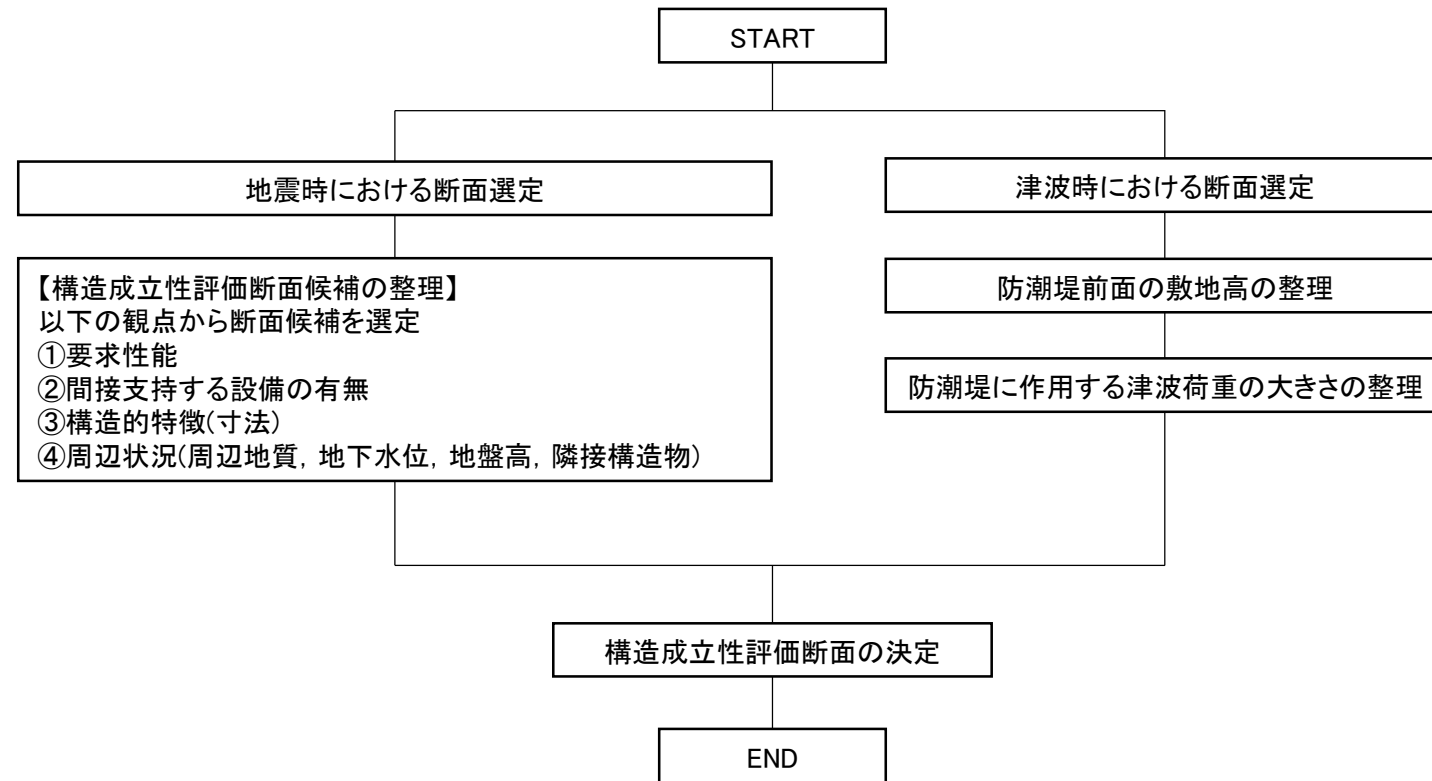 START
地震時における断面選定
【構造成立性評価断面候補の整理】
以下の観点から断面候補を選定
①要求性能
②間接支持する設備の有無
③構造的特徴(寸法)
④周辺状況(周辺地質，地下水位，地盤高，隣接構造物)
津波時における断面選定
防潮堤前面の敷地高の整理
防潮堤に作用する津波荷重の大きさの整理
構造成立性評価断面の決定
END